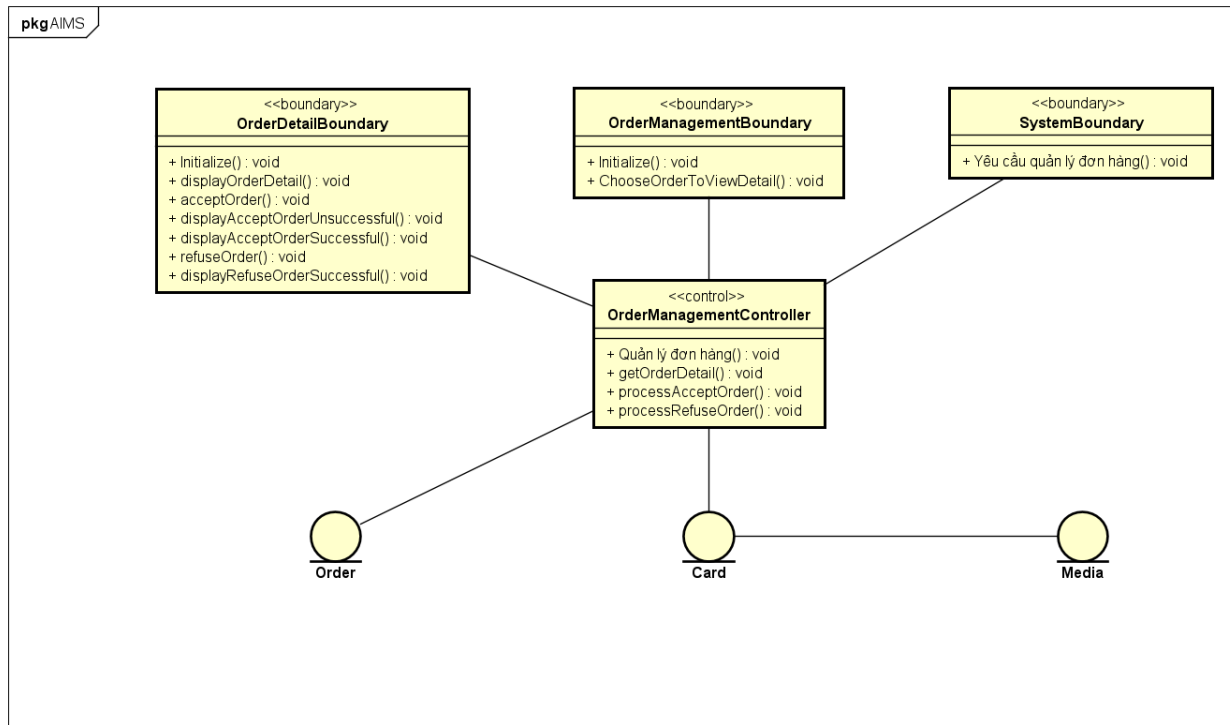 pkg AIMS
<<boundary>>
OrderDetailBoundary
+ Initialize() : void
+ displayOrderDetail() : void
+ acceptOrder() : void
+ displayAcceptOrderUnsuccessful() : void
+ displayAcceptOrderSuccessful() : void
+ refuseOrder() : void
+ displayRefuseOrderSuccessful() : void
<<boundary>>
OrderManagementBoundary
+ Initialize() : void
+ ChooseOrderToViewDetail() : void
<<boundary>>
SystemBoundary
+ Yêu cầu quản lý đơn hàng() : void
<<control>>
OrderManagementController
+ Quản lý đơn hàng() : void
+ getOrderDetail() : void
+ processAcceptOrder() : void
+ processRefuseOrder() : void
Order
Card
Media